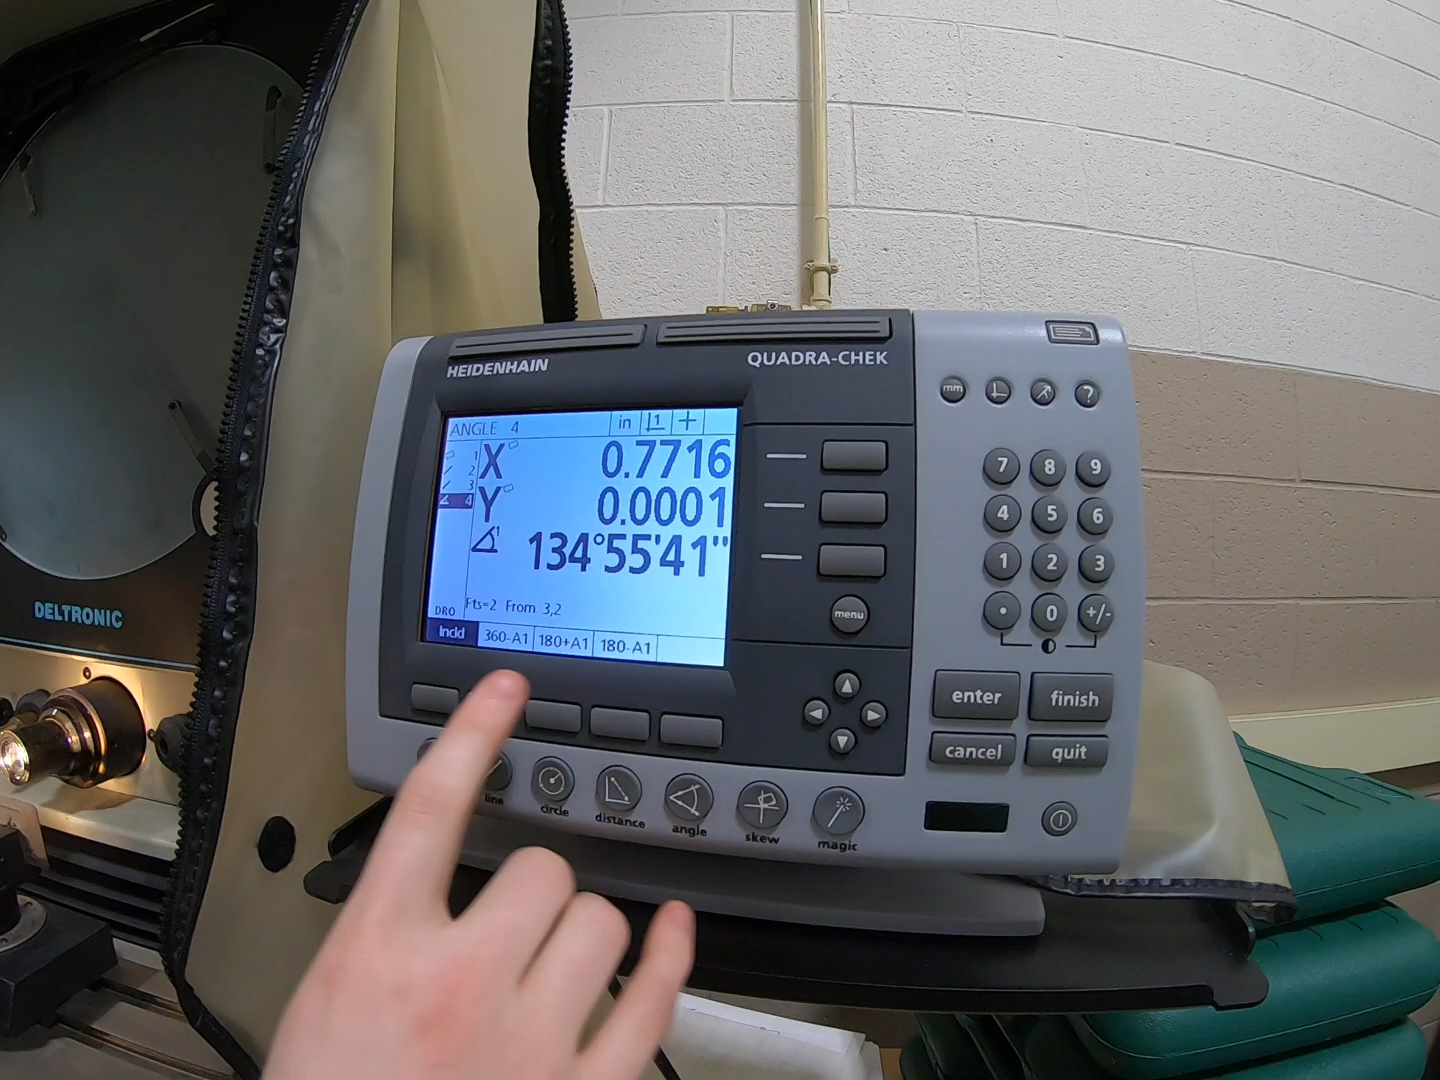 HEIDENHAIN
QUADRA-CHEK
ANGLE 4 in 1
1 X 0.7716
2
3 Y 0.0001
4
1 134°55'41"
DRO Fts=2 From 3,2
Incld 360-A1 180+A1 180-A1
menu
mm ?
7 8 9
4 5 6
1 2 3
• 0 +/-
enter finish
cancel quit
line circle distance angle skew magic
DELTRONIC